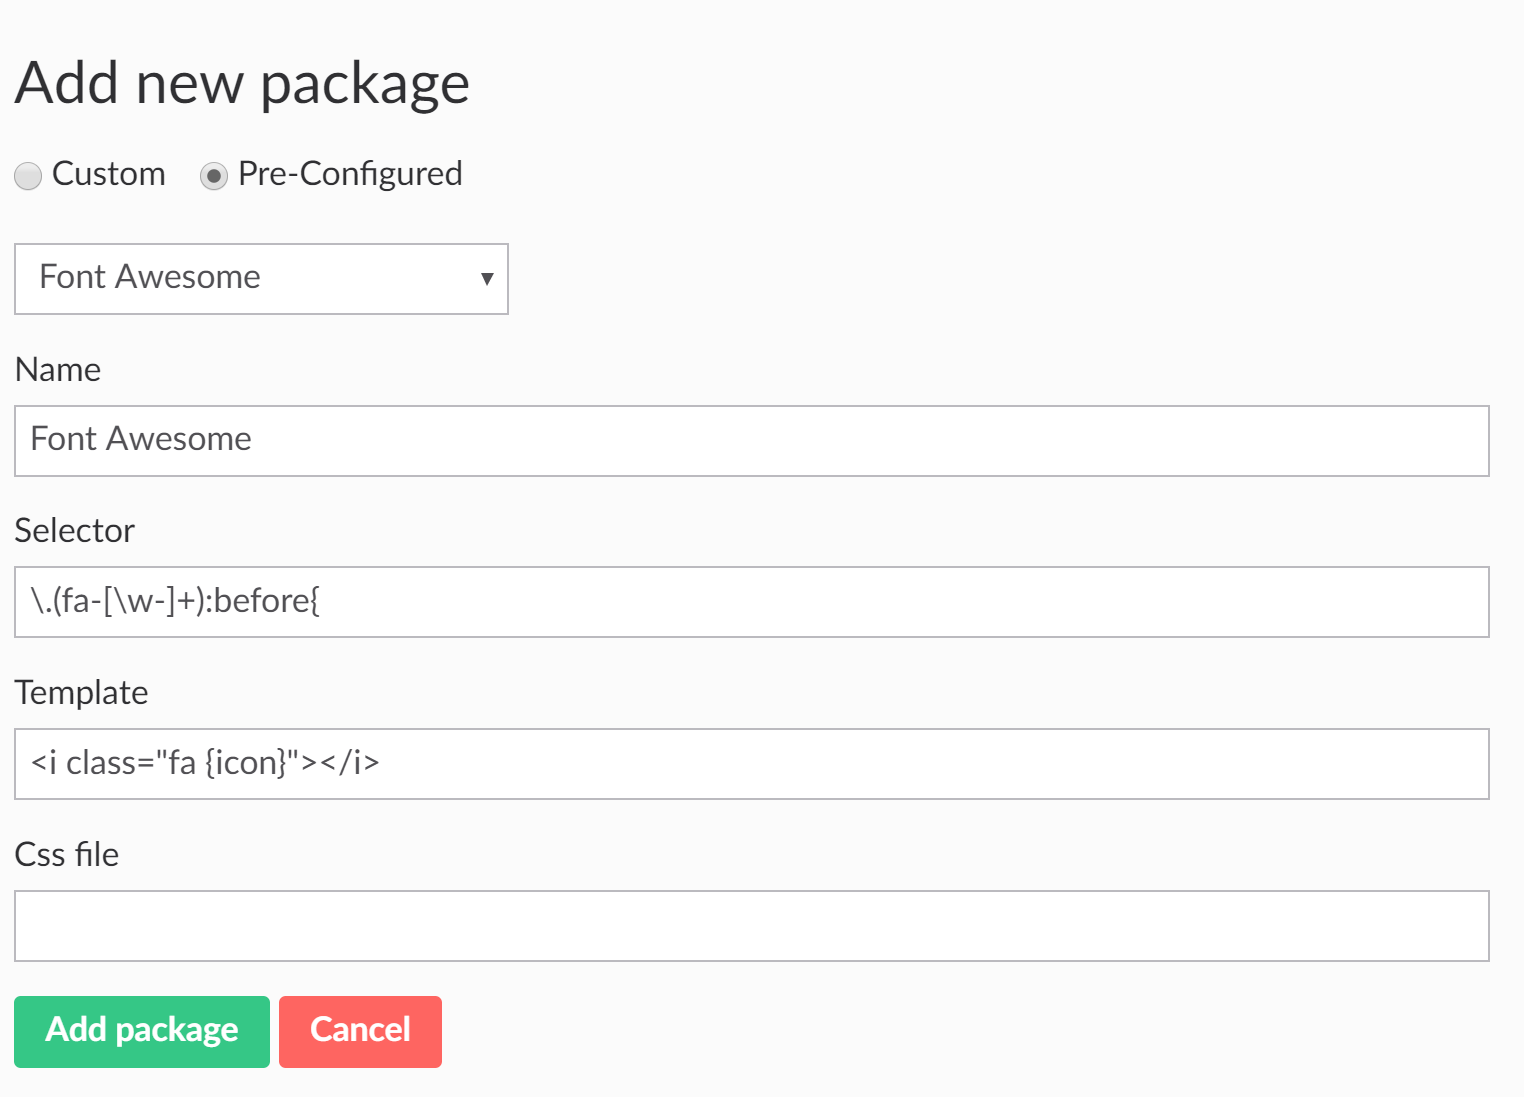 Add new package
Custom Pre-Configured
Font Awesome
Name
Font Awesome
Selector
\.(fa-[\w-]+):before{
Template
<i class="fa {icon}"></i>
Css file
Add package Cancel